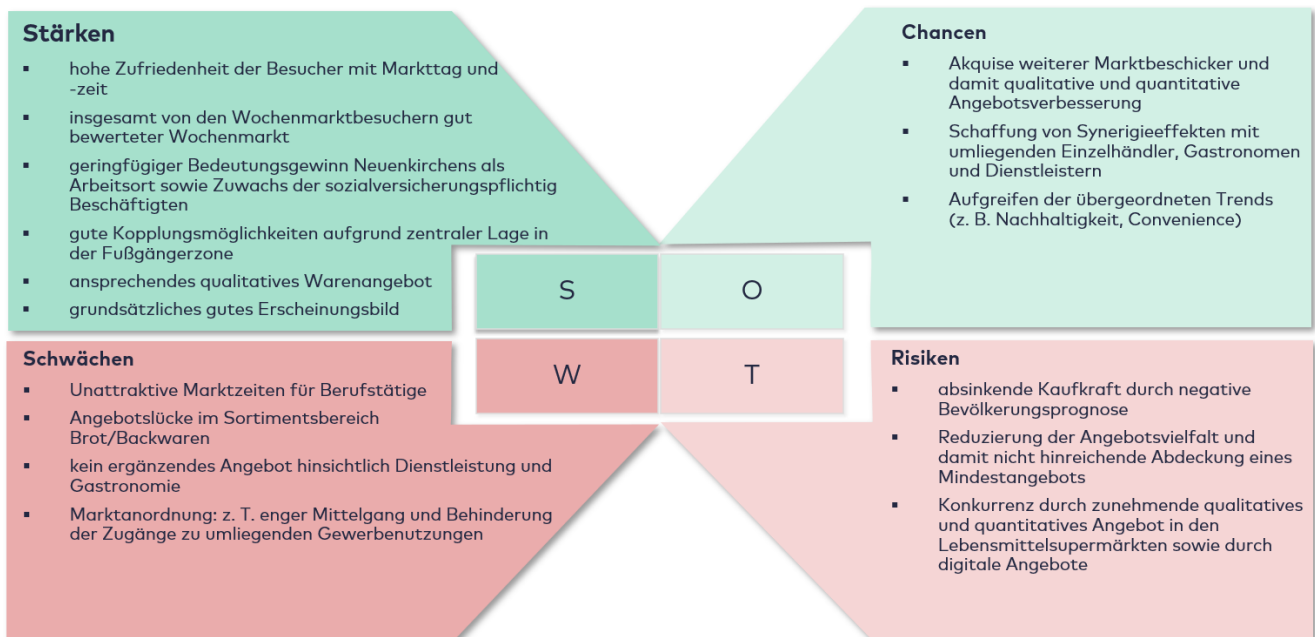 Stärken
▪ hohe Zufriedenheit der Besucher mit Markttag und
-zeit
▪ insgesamt von den Wochenmarktbesuchern gut
bewerteter Wochenmarkt
▪ geringfügiger Bedeutungsgewinn Neuenkirchens als
Arbeitsort sowie Zuwachs der sozialversicherungspflichtig
Beschäftigten
▪ gute Kopplungsmöglichkeiten aufgrund zentraler Lage in
der Fußgängerzone
▪ ansprechendes qualitatives Warenangebot
▪ grundsätzliches gutes Erscheinungsbild
Chancen
▪ Akquise weiterer Marktbeschicker und
damit qualitative und quantitative
Angebotsverbesserung
▪ Schaffung von Synerigieeffekten mit
umliegenden Einzelhändler, Gastronomen
und Dienstleistern
▪ Aufgreifen der übergeordneten Trends
(z. B. Nachhaltigkeit, Convenience)
S
O
W
T
Schwächen
▪ Unattraktive Marktzeiten für Berufstätige
▪ Angebotslücke im Sortimentsbereich
Brot/Backwaren
▪ kein ergänzendes Angebot hinsichtlich Dienstleistung und
Gastronomie
▪ Marktanordnung: z. T. enger Mittelgang und Behinderung
der Zugänge zu umliegenden Gewerbenutzungen
Risiken
▪ absinkende Kaufkraft durch negative
Bevölkerungsprognose
▪ Reduzierung der Angebotsvielfalt und
damit nicht hinreichende Abdeckung eines
Mindestangebots
▪ Konkurrenz durch zunehmende qualitatives
und quantitatives Angebot in den
Lebensmittelsupermärkten sowie durch
digitale Angebote